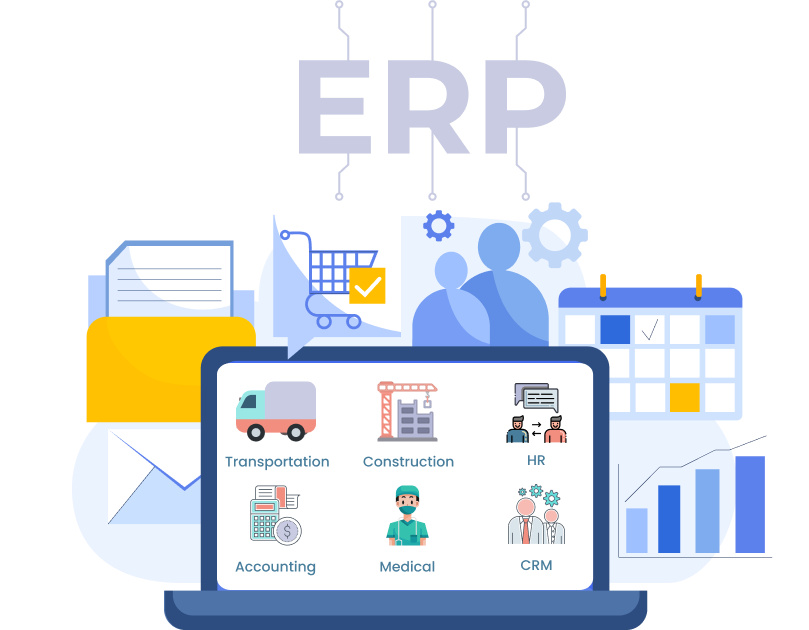 ERP
Transportation
Construction
HR
Accounting
Medical
CRM